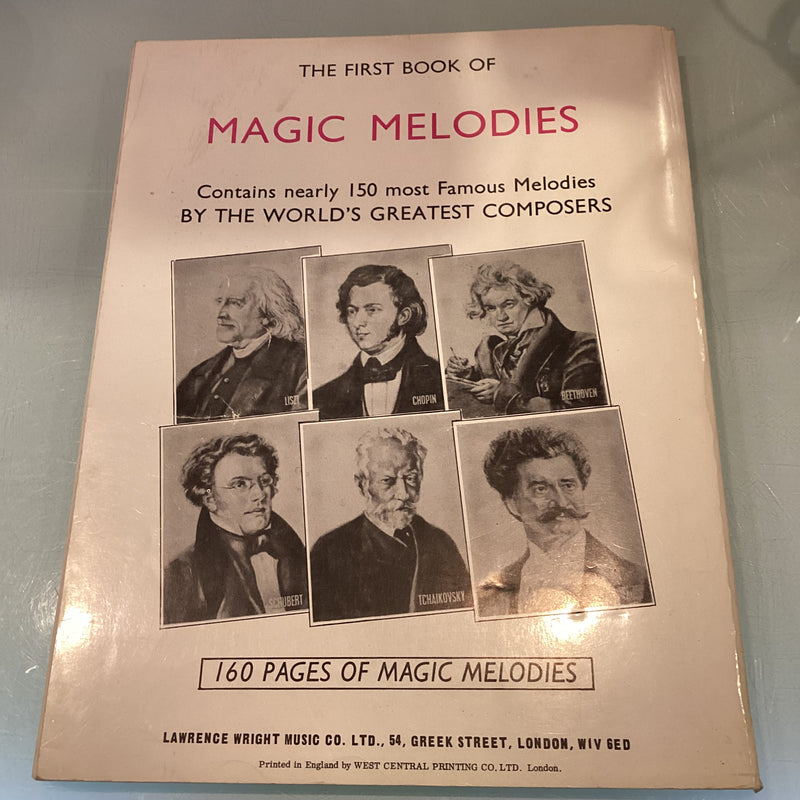 THE FIRST BOOK OF
MAGIC MELODIES
Contains nearly 150 most Famous Melodies
BY THE WORLD'S GREATEST COMPOSERS
LISZT
CHOPIN
BEETHOVEN
SCHUBERT
TCHAIKOVSKY
160 PAGES OF MAGIC MELODIES
LAWRENCE WRIGHT MUSIC CO. LTD., 54, GREEK STREET, LONDON, W1V 6ED
Printed in England by WEST CENTRAL PRINTING CO. LTD. London.